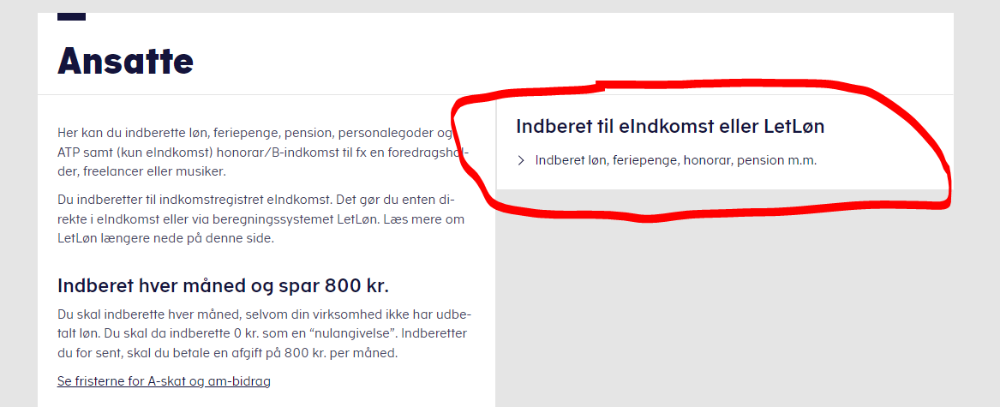 Ansatte
Her kan du indberette løn, feriepenge, pension, personalegoder og
ATP samt (kun eIndkomst) honorar/B-indkomst til fx en foredragshol-
der, freelancer eller musiker.
Du indberetter til indkomstregistret eIndkomst. Det gør du enten di-
rekte i eIndkomst eller via beregningssystemet LetLøn. Læs mere om
LetLøn længere nede på denne side.
Indberet hver måned og spar 800 kr.
Du skal indberette hver måned, selvom din virksomhed ikke har udbe-
talt løn. Du skal da indberette 0 kr. som en “nulangivelse”. Indberetter
du for sent, skal du betale en afgift på 800 kr. per måned.
Se fristerne for A-skat og am-bidrag
Indberet til eIndkomst eller LetLøn
Indberet løn, feriepenge, honorar, pension m.m.